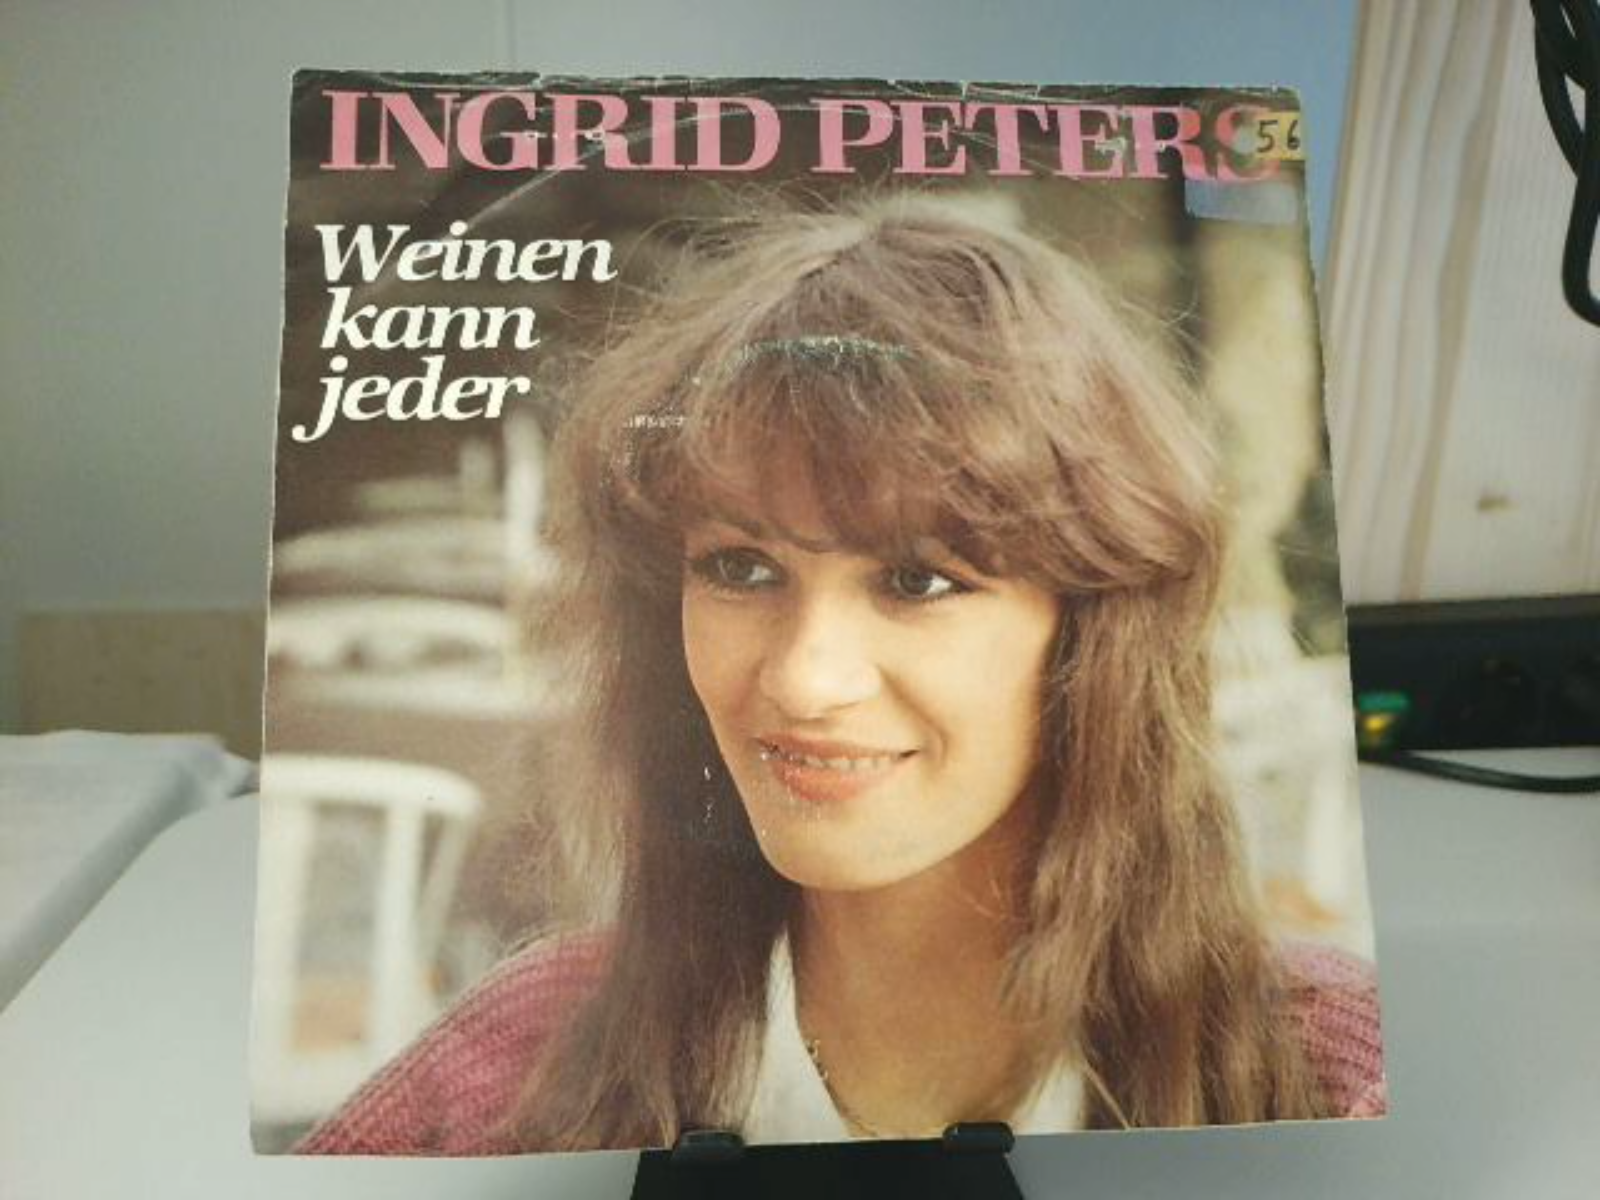 INGRID PETERS
56
Weinen
kann
jeder